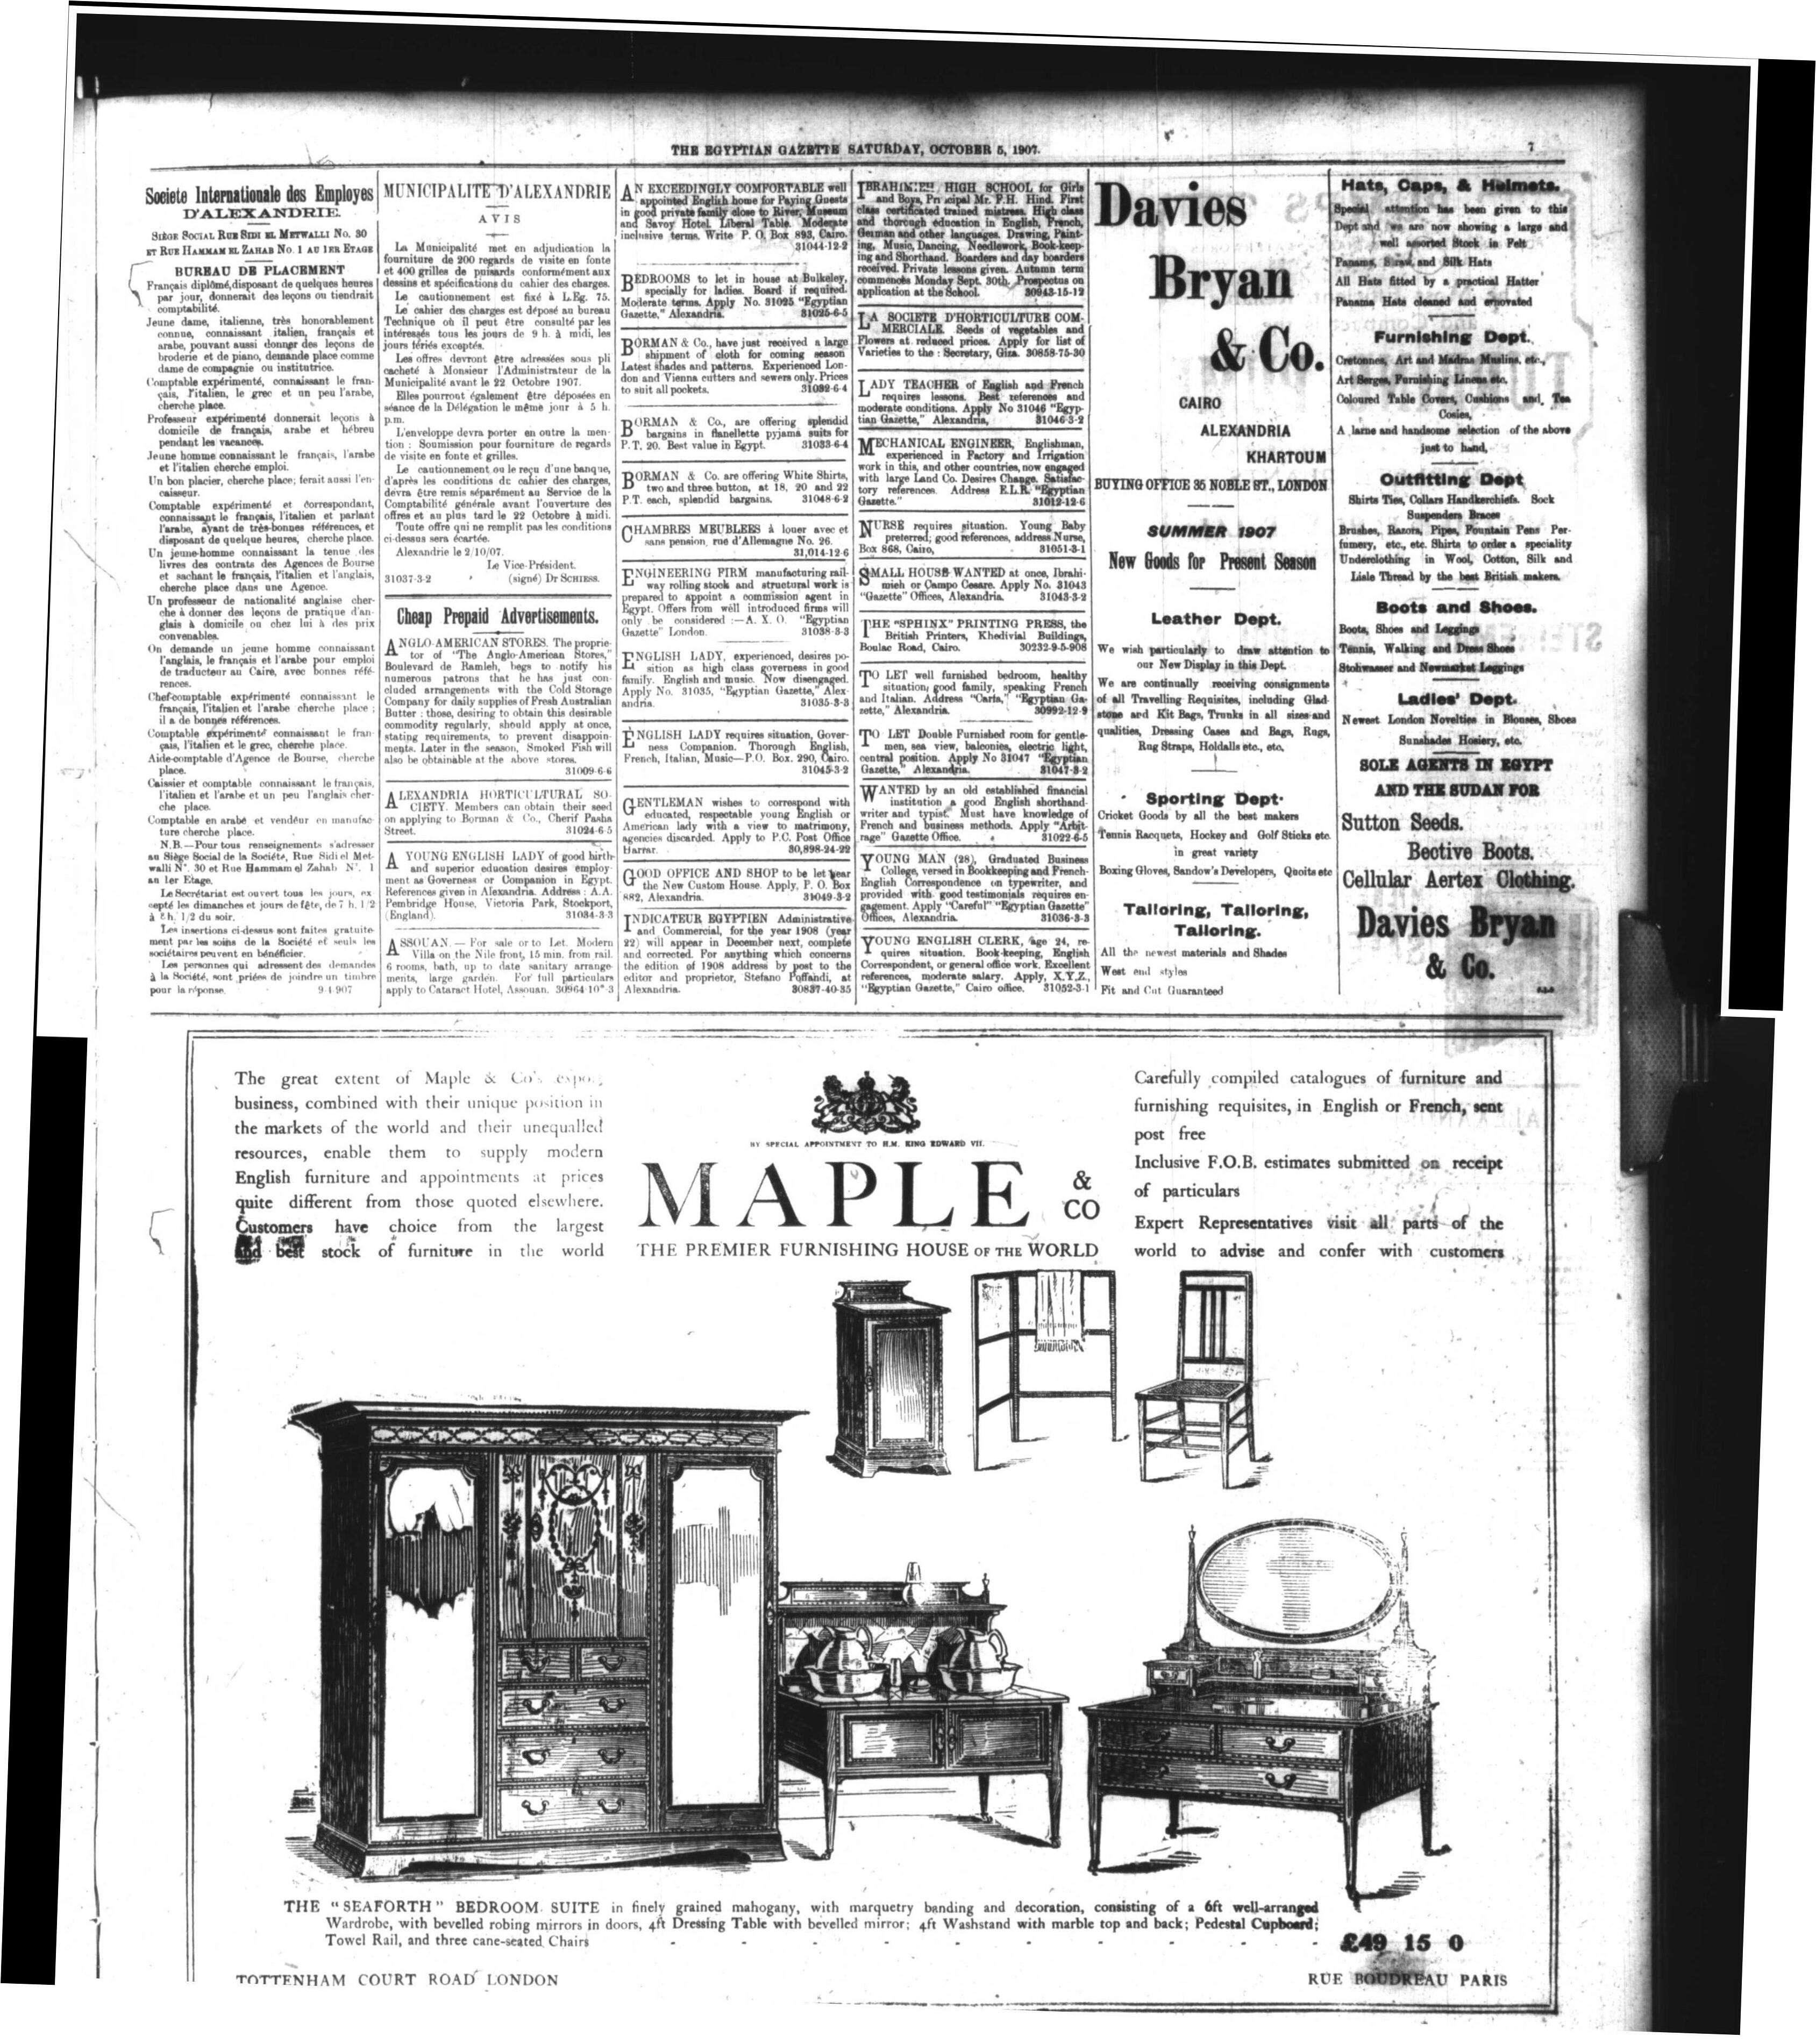 THE EGYPTIAN GAZETTE SATURDAY, OCTOBER 5, 1907.
7
Societe Internationale des Employes
D'ALEXANDRIE.
SIÈGE SOCIAL RUE SIDI EL METWALLI No. 30
ET RUE HAMMAM EL ZAHAB No. 1 AU 1ER ETAGE
BUREAU DE PLACEMENT
Français diplômé, disposant de quelques heures
par jour, donnerait des leçons ou tiendrait
comptabilité.
Jeune dame, italienne, très honorablement
connue, connaissant italien, français et
arabe, pouvant aussi donner des leçons de
broderie et de piano, demande place comme
dame de compagnie ou institutrice.
Comptable expérimenté, connaissant le fran-
çais, l'italien, le grec et un peu l'arabe,
cherche place.
Professeur expérimenté donnerait leçons à
domicile de français, arabe et hébreu
pendant les vacances.
Jeune homme connaissant le français, l'arabe
et l'italien cherche emploi.
Un bon placier, cherche place; ferait aussi l'en-
caisseur.
Comptable expérimenté et correspondant,
connaissant le français, l'italien et parlant
l'arabe, ayant de très-bonnes références, et
disposant de quelque heures, cherche place.
Un jeune-homme connaissant la tenue des
livres des contrats des Agences de Bourse
et sachant le français, l'italien et l'anglais,
cherche place dans une Agence.
Un professeur de nationalité anglaise cher-
che à donner des leçons de pratique d'an-
glais à domicile ou chez lui à des prix
convenables.
On demande un jeune homme connaissant
l'anglais, le français et l'arabe pour emploi
de traducteur au Caire, avec bonnes réfé-
rences.
Chef-comptable expérimenté connaissant le
français, l'italien et l'arabe cherche place ;
il a de bonnes références.
Comptable expérimenté connaissant le fran-
çais, l'italien et le grec, cherche place.
Aide-comptable d'Agence de Bourse, cherche
place.
Caissier et comptable connaissant le français,
l'italien et l'arabe et un peu l'anglais cher-
che place.
Comptable en arabe et vendeur en manufac-
ture cherche place.
N.B.—Pour tous renseignements s'adresser
au Siège Social de la Société, Rue Sidi el Met-
walli N°. 30 et Rue Hammam el Zahab N°. 1
au 1er Etage.
Le Secrétariat est ouvert tous les jours, ex-
cepté les dimanches et jours de fête, de 7 h. 1/2
à 8 h. 1/2 du soir.
Les insertions ci-dessus sont faites gratuite-
ment par les soins de la Société et seuls les
sociétaires peuvent en bénéficier.
Les personnes qui adressent des demandes
à la Société, sont priées de joindre un timbre
pour la réponse. 9-4-907
MUNICIPALITE D'ALEXANDRIE
AVIS
La Municipalité met en adjudication la
fourniture de 200 regards de visite en fonte
et 400 grilles de puisards conformément aux
dessins et spécifications du cahier des charges.
Le cautionnement est fixé à L.Eg. 75.
Le cahier des charges est déposé au bureau
Technique où il peut être consulté par les
intéressés tous les jours de 9 h. à midi, les
jours fériés exceptés.
Les offres devront être adressées sous pli
cacheté à Monsieur l'Administrateur de la
Municipalité avant le 22 Octobre 1907.
Elles pourront également être déposées en
séance de la Délégation le même jour à 5 h.
p.m.
L'enveloppe devra porter en outre la men-
tion : Soumission pour fourniture de regards
de visite en fonte et grilles.
Le cautionnement ou le reçu d'une banque,
d'après les conditions de cahier des charges,
devra être remis séparément au Service de la
Comptabilité générale avant l'ouverture des
offres et au plus tard le 22 Octobre à midi.
Toute offre qui ne remplit pas les conditions
ci-dessus sera écartée.
Alexandrie le 2/10/07.
Le Vice-Président.
31037-3-2 (signé) Dr SCHIESS.
Cheap Prepaid Advertisements.
ANGLO-AMERICAN STORES. The proprie-
tor of "The Anglo-American Stores,"
Boulevard de Ramleh, begs to notify his
numerous patrons that he has just con-
cluded arrangements with the Cold Storage
Company for daily supplies of Fresh Australian
Butter : those, desiring to obtain this desirable
commodity regularly, should apply at once,
stating requirements, to prevent disappoin-
ments. Later in the season, Smoked Fish will
also be obtainable at the above stores.
31009-6-6
ALEXANDRIA HORTICULTURAL SO-
CIETY. Members can obtain their seed
on applying to Borman & Co., Cherif Pasha
Street. 31024-6-5
A YOUNG ENGLISH LADY of good birth
and superior education desires employ-
ment as Governess or Companion in Egypt.
References given in Alexandria. Address : A.A.
Pembridge House, Victoria Park, Stockport,
(England). 31034-3-3
ASSOUAN.— For sale or to Let. Modern
Villa on the Nile front, 15 min. from rail.
6 rooms, bath, up to date sanitary arrange-
ments, large garden. For full particulars
apply to Cataract Hotel, Assouan. 30964-10*-3
AN EXCEEDINGLY COMFORTABLE well
appointed English home for Paying Guests
in good private family close to River, Museum
and Savoy Hotel. Liberal Table. Moderate
inclusive terms. Write P. O. Box 893, Cairo.
31044-12-2
BEDROOMS to let in house at Bulkeley,
specially for ladies. Board if required.
Moderate terms. Apply No. 31025 "Egyptian
Gazette," Alexandria. 31025-6-5
BORMAN & Co., have just received a large
shipment of cloth for coming season
Latest shades and patterns. Experienced Lon-
don and Vienna cutters and sewers only. Prices
to suit all pockets. 31032-6-4
BORMAN & Co., are offering splendid
bargains in flanellette pyjama suits for
P.T. 20. Best value in Egypt. 31033-6-4
BORMAN & Co. are offering White Shirts,
two and three button, at 18, 20 and 22
P.T. each, splendid bargains. 31048-6-2
CHAMBRES MEUBLEES à louer avec et
sans pension, rue d'Allemagne No. 26.
31,014-12-6
ENGINEERING FIRM manufacturing rail-
way rolling stock and structural work is
prepared to appoint a commission agent in
Egypt. Offers from well introduced firms will
only be considered :—A. X. O. "Egyptian
Gazette" London. 31038-3-3
ENGLISH LADY, experienced, desires po-
sition as high class governess in good
family. English and music. Now disengaged.
Apply No. 31035, "Egyptian Gazette," Alex-
andria. 31035-3-3
ENGLISH LADY requires situation, Gover-
ness Companion. Thorough English,
French, Italian, Music—P.O. Box. 290, Cairo.
31045-3-2
GENTLEMAN wishes to correspond with
educated, respectable young English or
American lady with a view to matrimony,
agencies discarded. Apply to P.C. Post Office
Harrar. 30,898-24-22
GOOD OFFICE AND SHOP to be let near
the New Custom House. Apply, P. O. Box
882, Alexandria. 31049-3-2
INDICATEUR EGYPTIEN Administrative
and Commercial, for the year 1908 (year
22) will appear in December next, complete
and corrected. For anything which concerns
the edition of 1908 address by post to the
editor and proprietor, Stefano Poffandi, at
Alexandria. 30837-40-35
IBRAHIMIEH HIGH SCHOOL for Girls
and Boys, Principal Mr. F.H. Hind. First
class certificated trained mistress. High class
and thorough education in English, French,
German and other languages. Drawing, Paint-
ing, Music, Dancing, Needlework, Book-keep-
ing and Shorthand. Boarders and day boarders
received. Private lessons given. Autumn term
commences Monday Sept. 30th. Prospectus on
application at the School. 30943-15-12
LA SOCIETE D'HORTICULTURE COM-
MERCIALE. Seeds of vegetables and
Flowers at reduced prices. Apply for list of
Varieties to the : Secretary, Giza. 30858-75-30
LADY TEACHER of English and French
requires lessons. Best references and
moderate conditions. Apply No 31046 "Egyp-
tian Gazette," Alexandria, 31046-3-2
MECHANICAL ENGINEER, Englishman,
experienced in Factory and Irrigation
work in this, and other countries, now engaged
with large Land Co. Desires Change. Satisfac-
tory references. Address E.L.R. "Egyptian
Gazette." 31012-12-6
NURSE requires situation. Young Baby
preferred; good references, address Nurse,
Box 868, Cairo, 31051-3-1
SMALL HOUSE WANTED at once, Ibrahi-
mieh or Campo Cesare. Apply No. 31043
"Gazette" Offices, Alexandria. 31043-3-2
THE "SPHINX" PRINTING PRESS, the
British Printers, Khedivial Buildings,
Boulac Road, Cairo. 30232-9-5-908
TO LET well furnished bedroom, healthy
situation, good family, speaking French
and Italian. Address "Carla," "Egyptian Ga-
zette," Alexandria. 30992-12-9
TO LET Double Furnished room for gentle-
men, sea view, balconies, electric light,
central position. Apply No 31047 "Egyptian
Gazette," Alexandria. 31047-3-2
WANTED by an old established financial
institution a good English shorthand-
writer and typist. Must have knowledge of
French and business methods. Apply "Arbit-
rage" Gazette Office. 31022-6-5
YOUNG MAN (28), Graduated Business
College, versed in Bookkeeping and French-
English Correspondence on typewriter, and
provided with good testimonials requires en-
gagement. Apply "Careful" "Egyptian Gazette"
Offices, Alexandria. 31036-3-3
YOUNG ENGLISH CLERK, age 24, re-
quires situation. Book-keeping, English
Correspondent, or general office work. Excellent
references, moderate salary. Apply, X.Y.Z.,
"Egyptian Gazette," Cairo office. 31052-3-1
Davies
Bryan
& Co.
CAIRO
ALEXANDRIA
KHARTOUM
BUYING OFFICE 35 NOBLE ST., LONDON
SUMMER 1907
New Goods for Present Season
Leather Dept.
We wish particularly to draw attention to
our New Display in this Dept.
We are continually receiving consignments
of all Travelling Requisites, including Glad-
stone and Kit Bags, Trunks in all sizes and
qualities, Dressing Cases and Bags, Rugs,
Rug Straps, Holdalls etc., etc.
Sporting Dept.
Cricket Goods by all the best makers
Tennis Racquets, Hockey and Golf Sticks etc.
in great variety
Boxing Gloves, Sandow's Developers, Quoits etc
Tailoring, Tailoring,
Tailoring.
All the newest materials and Shades
West end styles
Fit and Cut Guaranteed
Hats, Caps, & Helmets.
Special attention has been given to this
Dept and we are now showing a large and
well assorted Stock in Felt
Panama, Straw and Silk Hats
All Hats fitted by a practical Hatter
Panama Hats cleaned and renovated
Furnishing Dept.
Cretonnes, Art and Madras Muslins, etc.,
Art Serges, Furnishing Linens etc.
Coloured Table Covers, Cushions and, Tea
Cosies,
A large and handsome selection of the above
just to hand,
Outfitting Dept
Shirts Ties, Collars Handkerchiefs. Sock
Suspenders Braces
Brushes, Razors, Pipes, Fountain Pens Per-
fumery, etc., etc. Shirts to order a speciality
Underclothing in Wool, Cotton, Silk and
Lisle Thread by the best British makers.
Boots and Shoes.
Boots, Shoes and Leggings
Tennis, Walking and Dress Shoes
Stohwasser and Newmarket Leggings
Ladies' Dept.
Newest London Novelties in Blouses, Shoes
Sunshades Hosiery, etc.
SOLE AGENTS IN EGYPT
AND THE SUDAN FOR
Sutton Seeds.
Bective Boots.
Cellular Aertex Clothing.
Davies Bryan
& Co.
The great extent of Maple & Co's export
business, combined with their unique position in
the markets of the world and their unequalled
resources, enable them to supply modern
English furniture and appointments at prices
quite different from those quoted elsewhere.
Customers have choice from the largest
and best stock of furniture in the world
BY SPECIAL APPOINTMENT TO H.M. KING EDWARD VII.
MAPLE & CO
THE PREMIER FURNISHING HOUSE OF THE WORLD
Carefully compiled catalogues of furniture and
furnishing requisites, in English or French, sent
post free
Inclusive F.O.B. estimates submitted on receipt
of particulars
Expert Representatives visit all parts of the
world to advise and confer with customers
THE "SEAFORTH" BEDROOM SUITE in finely grained mahogany, with marquetry banding and decoration, consisting of a 6ft well-arranged
Wardrobe, with bevelled robing mirrors in doors, 4ft Dressing Table with bevelled mirror; 4ft Washstand with marble top and back; Pedestal Cupboard;
Towel Rail, and three cane-seated Chairs - - - - - - - - - £49 15 0
TOTTENHAM COURT ROAD LONDON
RUE BOUDREAU PARIS